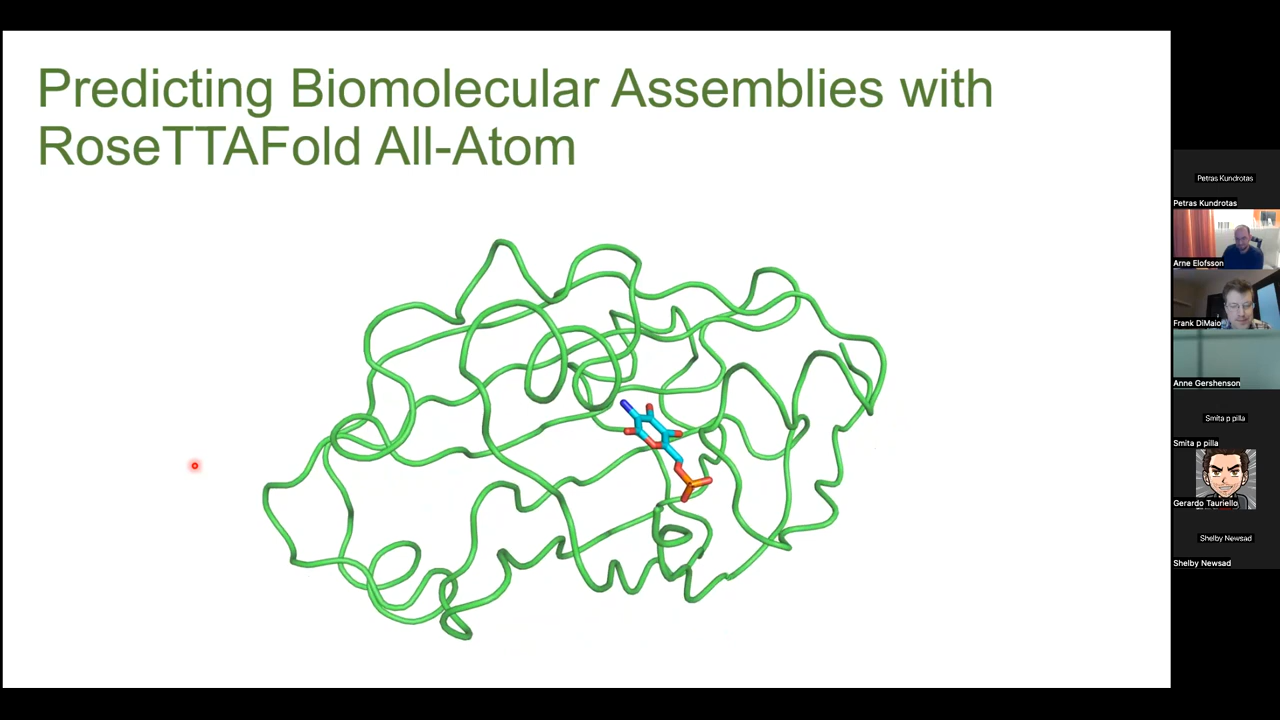 Predicting Biomolecular Assemblies with
RoseTTAFold All-Atom
Petras Kundrotas
Petras Kundrotas
Arne Elofsson
Frank DiMaio
Anne Gershenson
Smita p pilla
Smita p pilla
Gerardo Tauriello
Shelby Newsad
Shelby Newsad